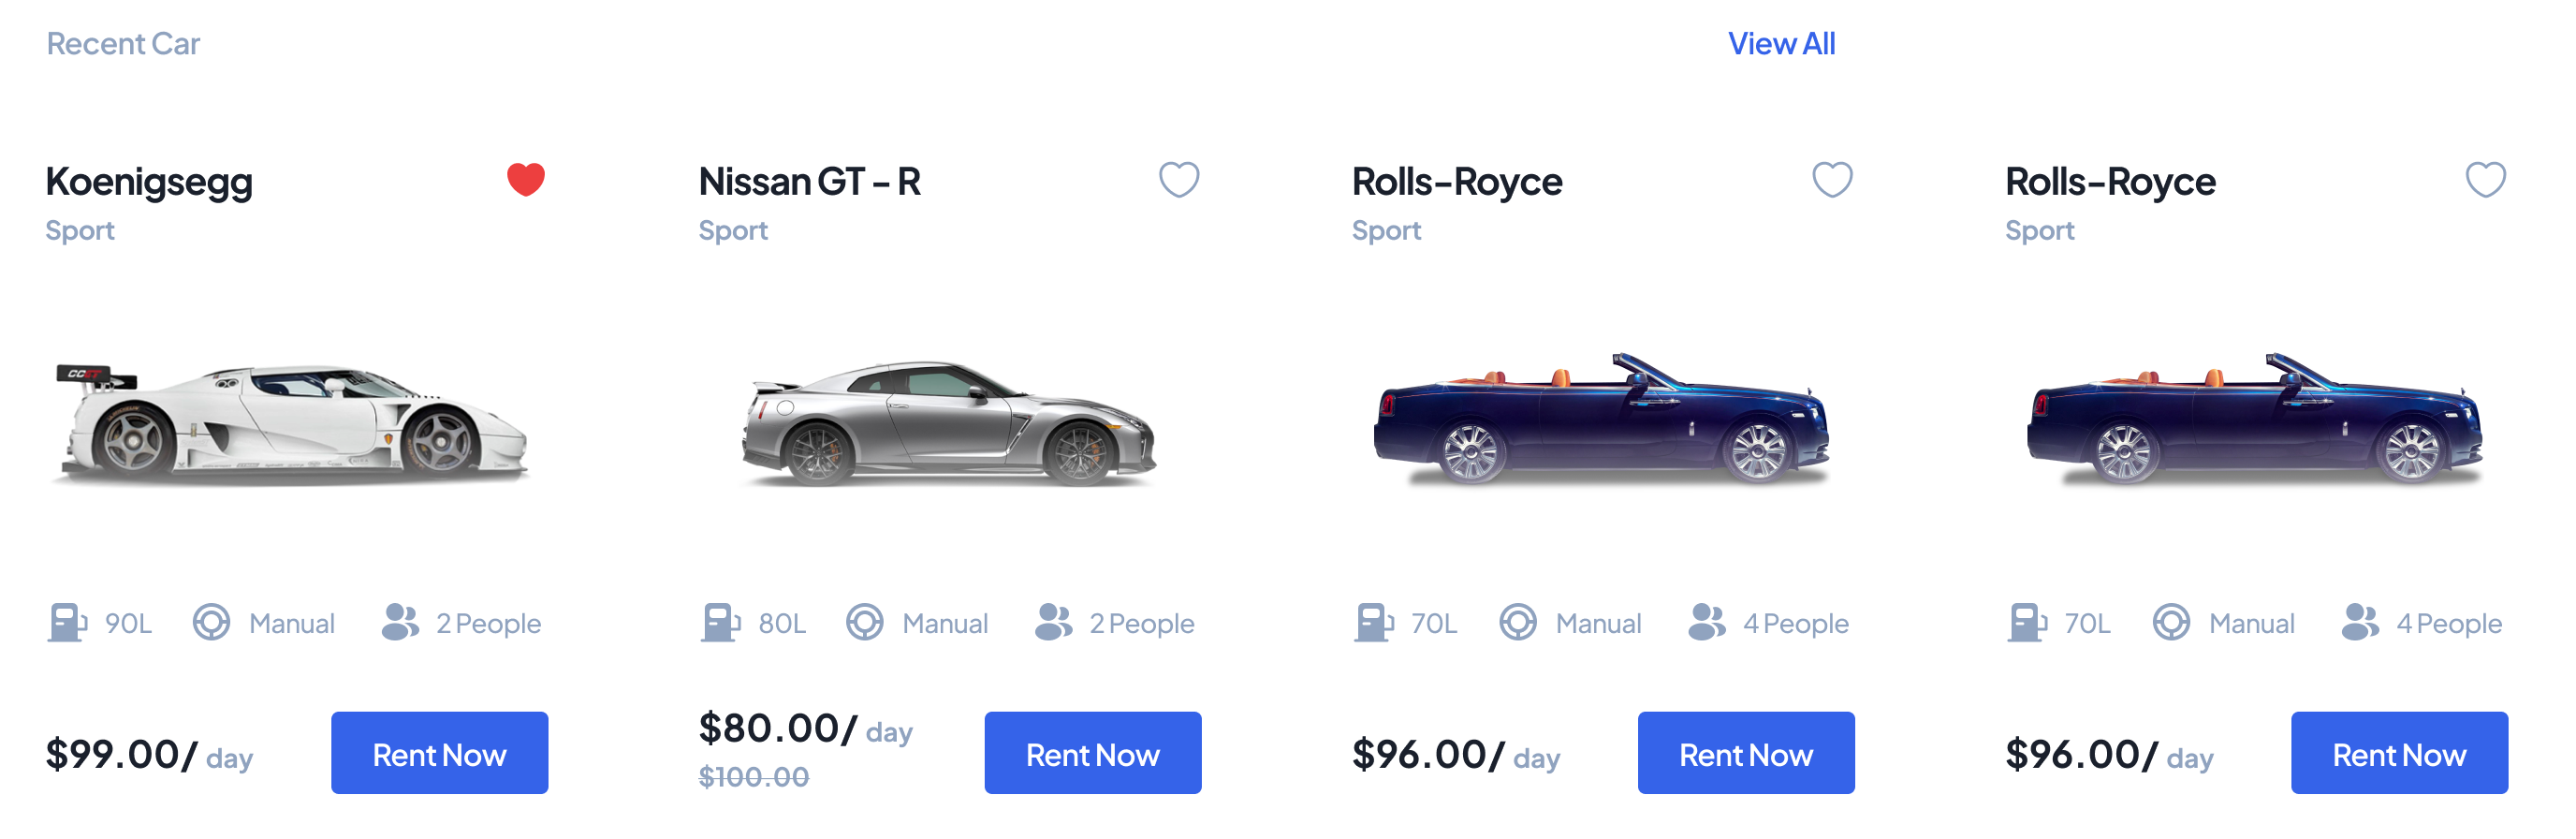 Recent Car
View All
Koenigsegg
Sport
CCGT
90L
Manual
2 People
$99.00/ day
Rent Now
Nissan GT - R
Sport
80L
Manual
2 People
$80.00/ day
$100.00
Rent Now
Rolls-Royce
Sport
70L
Manual
4 People
$96.00/ day
Rent Now
Rolls-Royce
Sport
70L
Manual
4 People
$96.00/ day
Rent Now